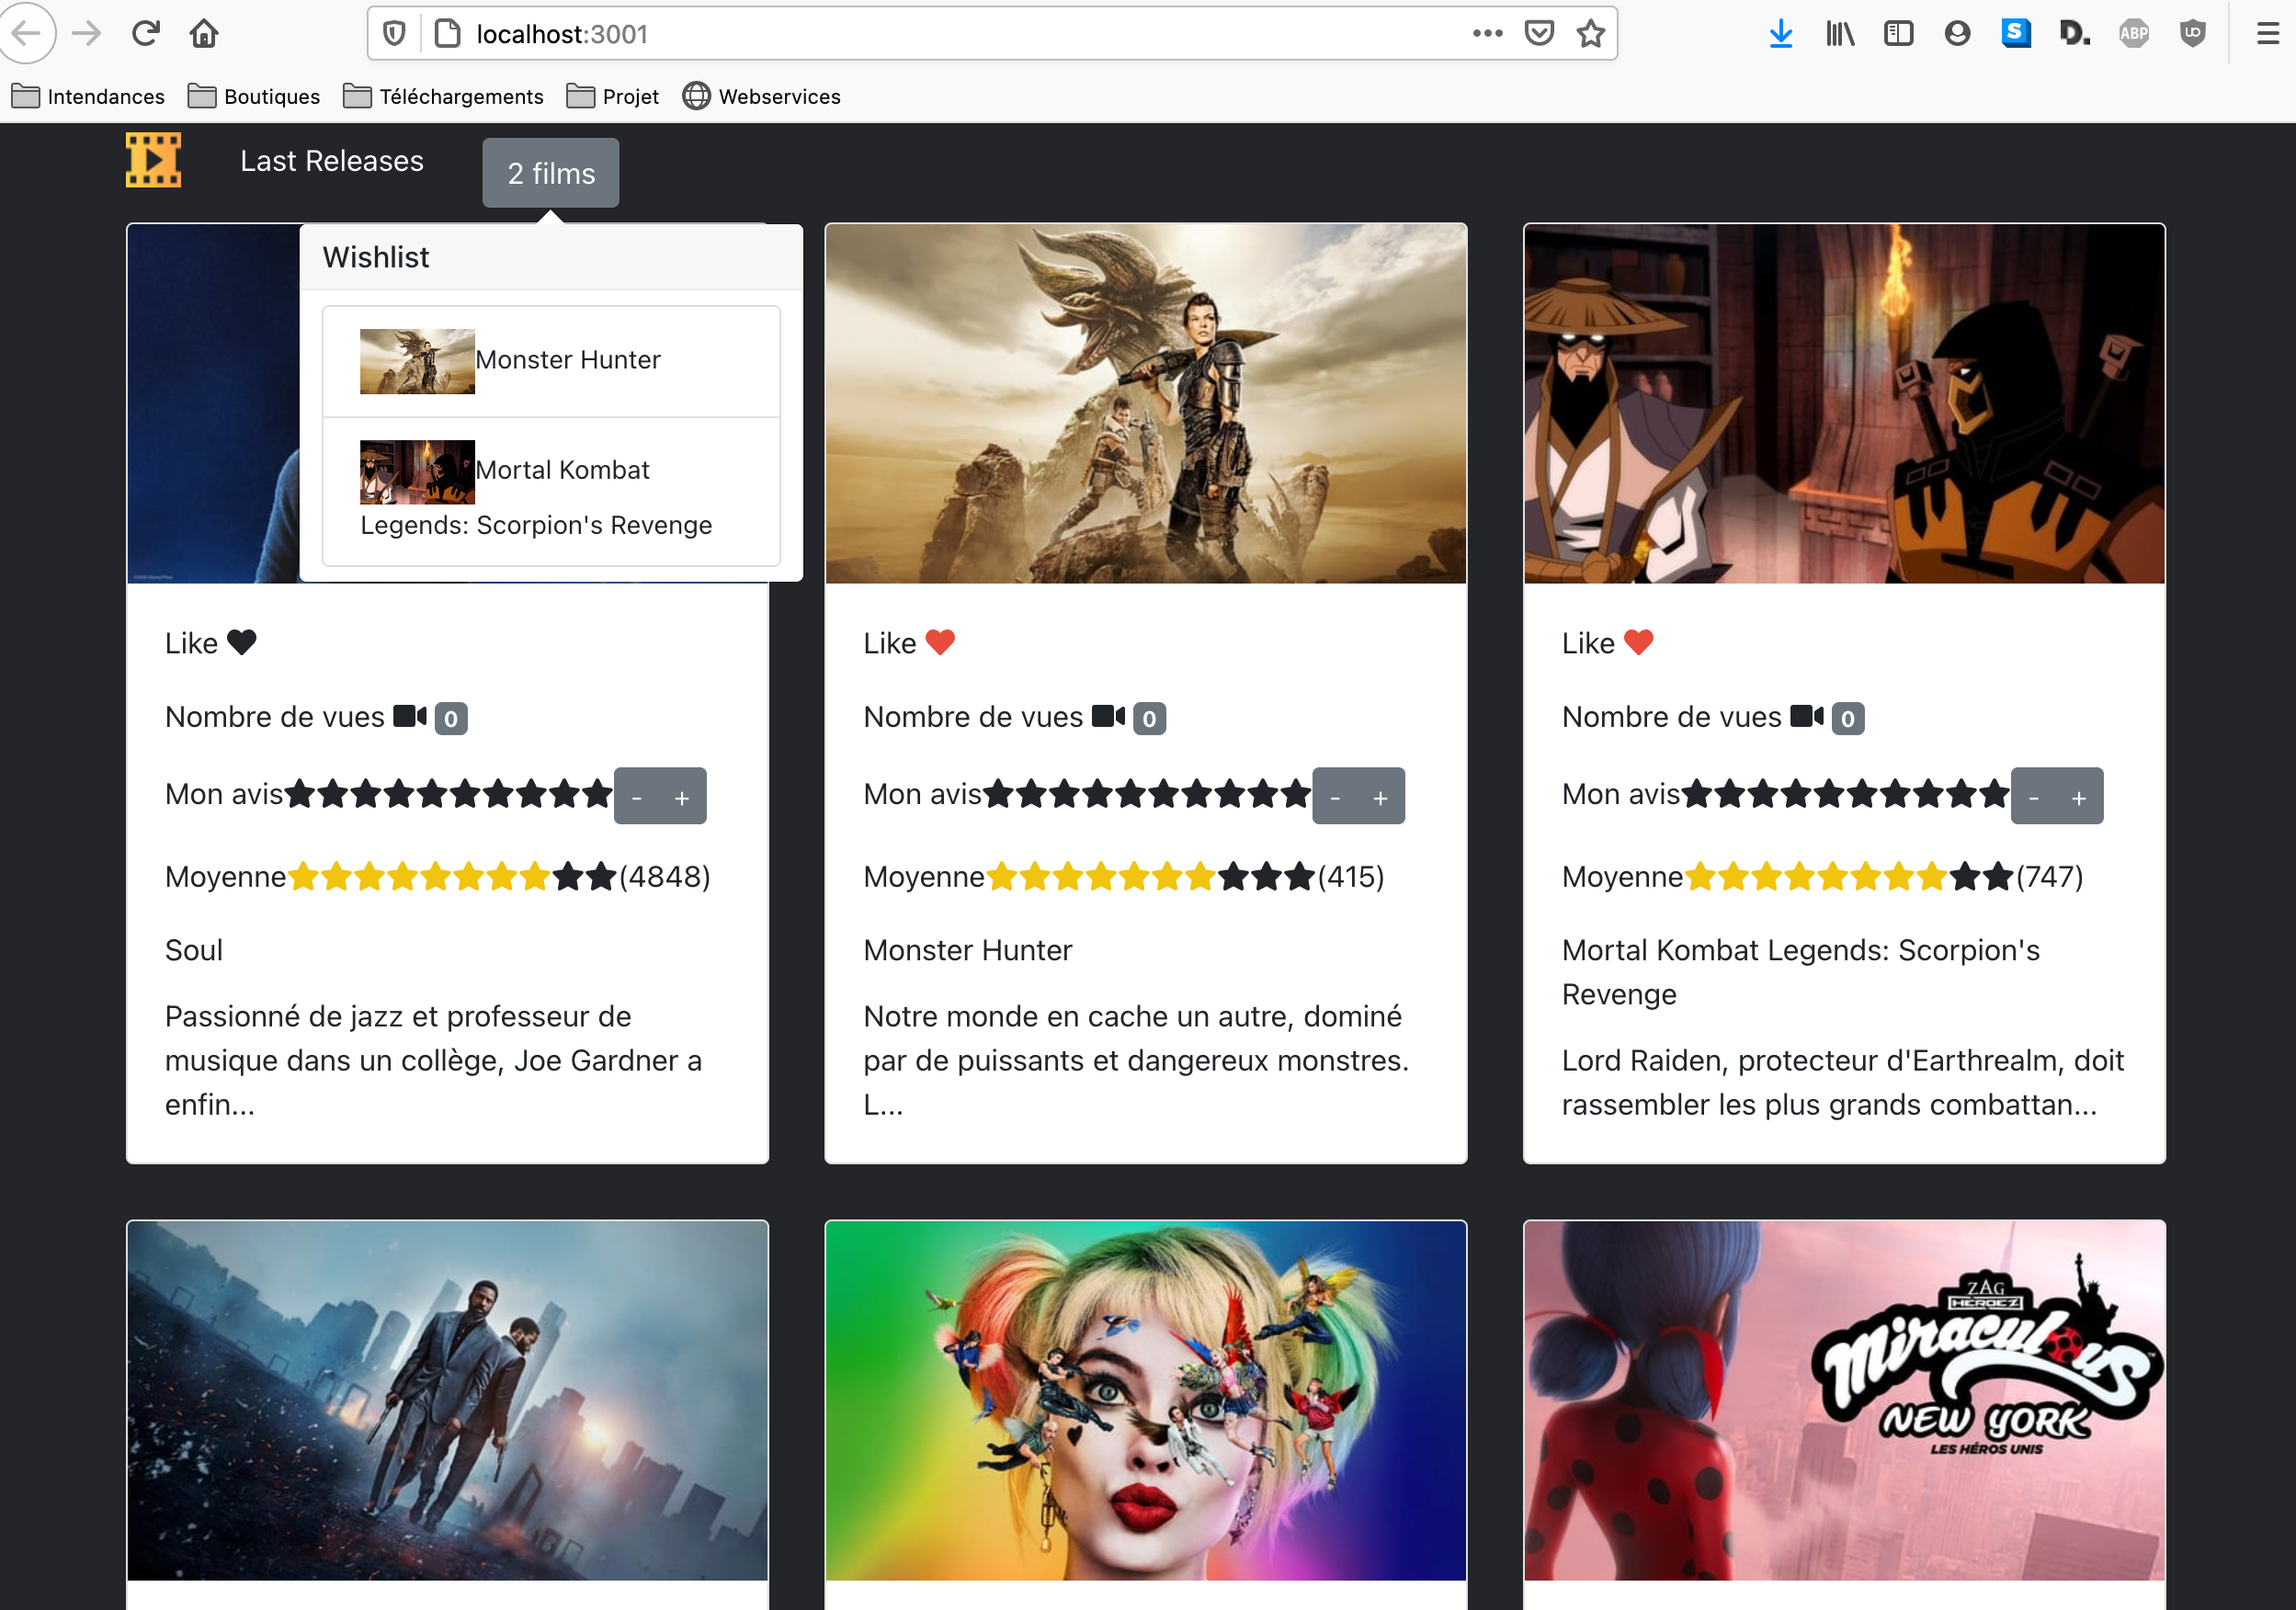 localhost:3001
S
D.
ABP
Intendances
Boutiques
Téléchargements
Projet
Webservices
Last Releases
2 films
Wishlist
Monster Hunter
Mortal Kombat
Legends: Scorpion's Revenge
Like
Nombre de vues 0
Mon avis - +
Moyenne (4848)
Soul
Passionné de jazz et professeur de
musique dans un collège, Joe Gardner a
enfin...
Like
Nombre de vues 0
Mon avis - +
Moyenne (415)
Monster Hunter
Notre monde en cache un autre, dominé
par de puissants et dangereux monstres.
L...
Like
Nombre de vues 0
Mon avis - +
Moyenne (747)
Mortal Kombat Legends: Scorpion's
Revenge
Lord Raiden, protecteur d'Earthrealm, doit
rassembler les plus grands combattan...
ZAG
HEROEZ
Miraculous
NEW YORK
LES HÉROS UNIS